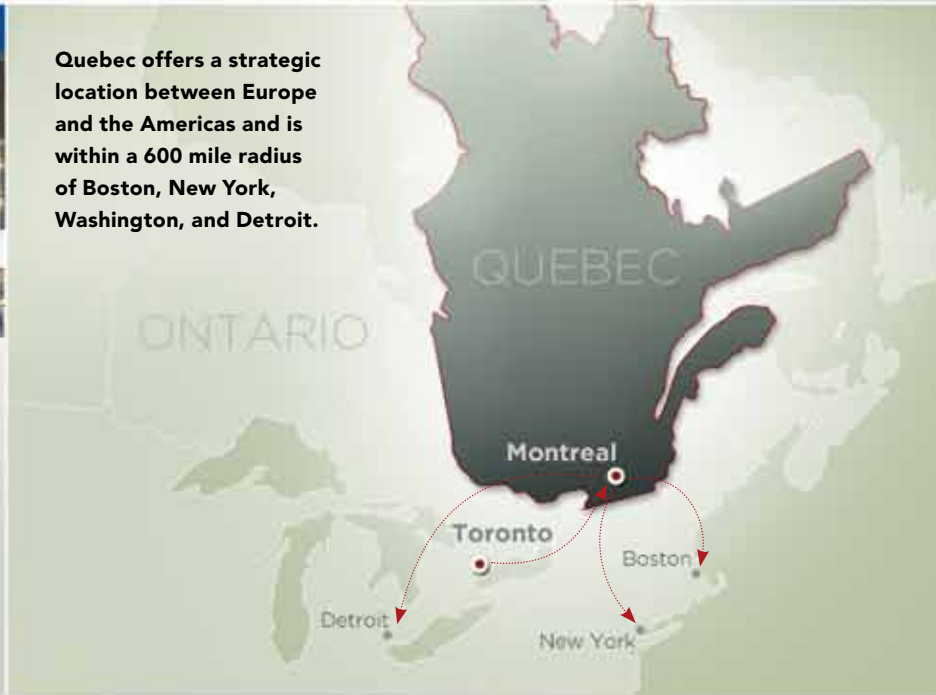 Quebec offers a strategic
location between Europe
and the Americas and is
within a 600 mile radius
of Boston, New York,
Washington, and Detroit.
QUEBEC
ONTARIO
Montreal
Toronto
Boston
Detroit
New York